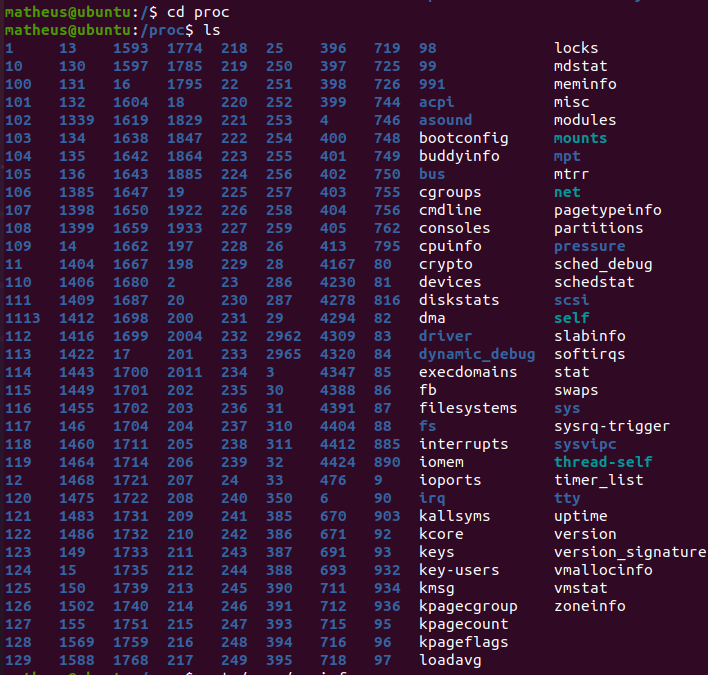 matheus@ubuntu:/$ cd proc
matheus@ubuntu:/proc$ ls
1 13 1593 1774 218 25 396 719 98 locks
10 130 1597 1785 219 250 397 725 99 mdstat
100 131 16 1795 22 251 398 726 991 meminfo
101 132 1604 18 220 252 399 744 acpi misc
102 1339 1619 1829 221 253 4 746 asound modules
103 134 1638 1847 222 254 400 748 bootconfig mounts
104 135 1642 1864 223 255 401 749 buddyinfo mpt
105 136 1643 1885 224 256 402 750 bus mtrr
106 1385 1647 19 225 257 403 755 cgroups net
107 1398 1650 1922 226 258 404 756 cmdline pagetypeinfo
108 1399 1659 1933 227 259 405 762 consoles partitions
109 14 1662 197 228 26 413 795 cpuinfo pressure
11 1404 1667 198 229 28 4167 80 crypto sched_debug
110 1406 1680 2 23 286 4230 81 devices schedstat
111 1409 1687 20 230 287 4278 816 diskstats scsi
1113 1412 1698 200 231 29 4294 82 dma self
112 1416 1699 2004 232 2962 4309 83 driver slabinfo
113 1422 17 201 233 2965 4320 84 dynamic_debug softirqs
114 1443 1700 2011 234 3 4347 85 execdomains stat
115 1449 1701 202 235 30 4388 86 fb swaps
116 1455 1702 203 236 31 4391 87 filesystems sys
117 146 1704 204 237 310 4404 88 fs sysrq-trigger
118 1460 1711 205 238 311 4412 885 interrupts sysvipc
119 1464 1714 206 239 32 4424 890 iomem thread-self
12 1468 1721 207 24 33 476 9 ioports timer_list
120 1475 1722 208 240 350 6 90 irq tty
121 1483 1731 209 241 385 670 903 kallsyms uptime
122 1486 1732 210 242 386 671 92 kcore version
123 149 1733 211 243 387 691 93 keys version_signature
124 15 1735 212 244 388 693 932 key-users vmallocinfo
125 150 1739 213 245 390 711 934 kmsg vmstat
126 1502 1740 214 246 391 712 936 kpagecgroup zoneinfo
127 155 1751 215 247 393 715 95 kpagecount
128 1569 1759 216 248 394 716 96 kpageflags
129 1588 1768 217 249 395 718 97 loadavg